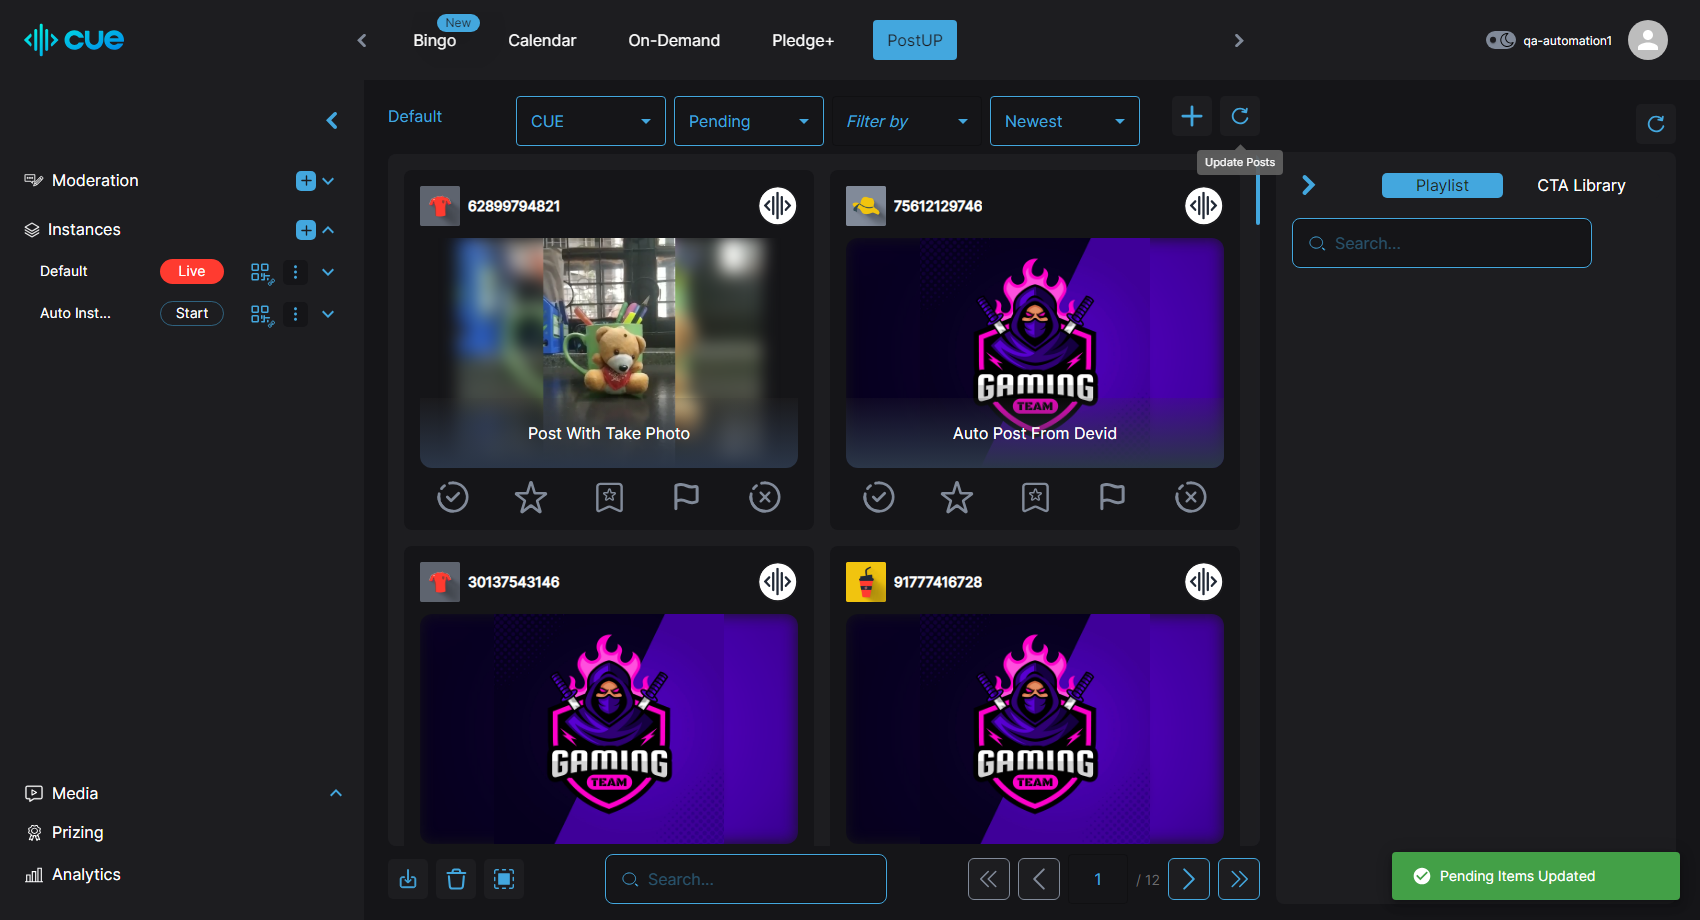 cue
New
Bingo
Calendar
On-Demand
Pledge+
PostUP
qa-automation1
Default
CUE
Pending
Filter by
Newest
Update Posts
Moderation
Instances
Default
Live
Auto Inst...
Start
Media
Prizing
Analytics
62899794821
Post With Take Photo
75612129746
GAMING
TEAM
Auto Post From Devid
30137543146
GAMING
TEAM
91777416728
GAMING
TEAM
Search...
1
/ 12
Playlist
CTA Library
Search...
Pending Items Updated